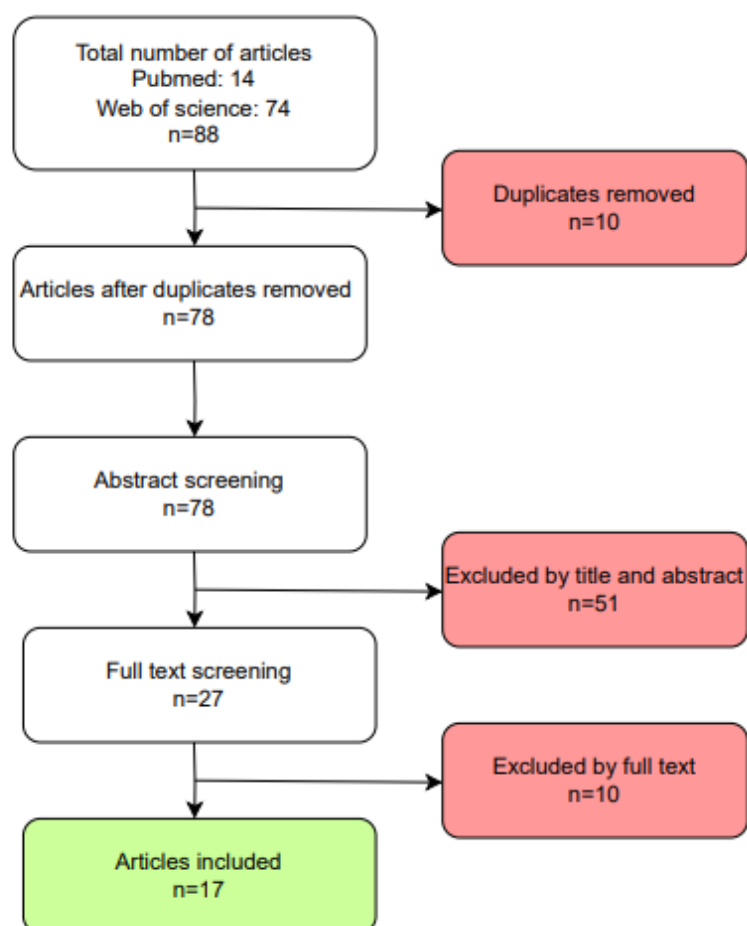 Total number of articles
Pubmed: 14
Web of science: 74
n=88
Duplicates removed
n=10
Articles after duplicates removed
n=78
Abstract screening
n=78
Excluded by title and abstract
n=51
Full text screening
n=27
Excluded by full text
n=10
Articles included
n=17